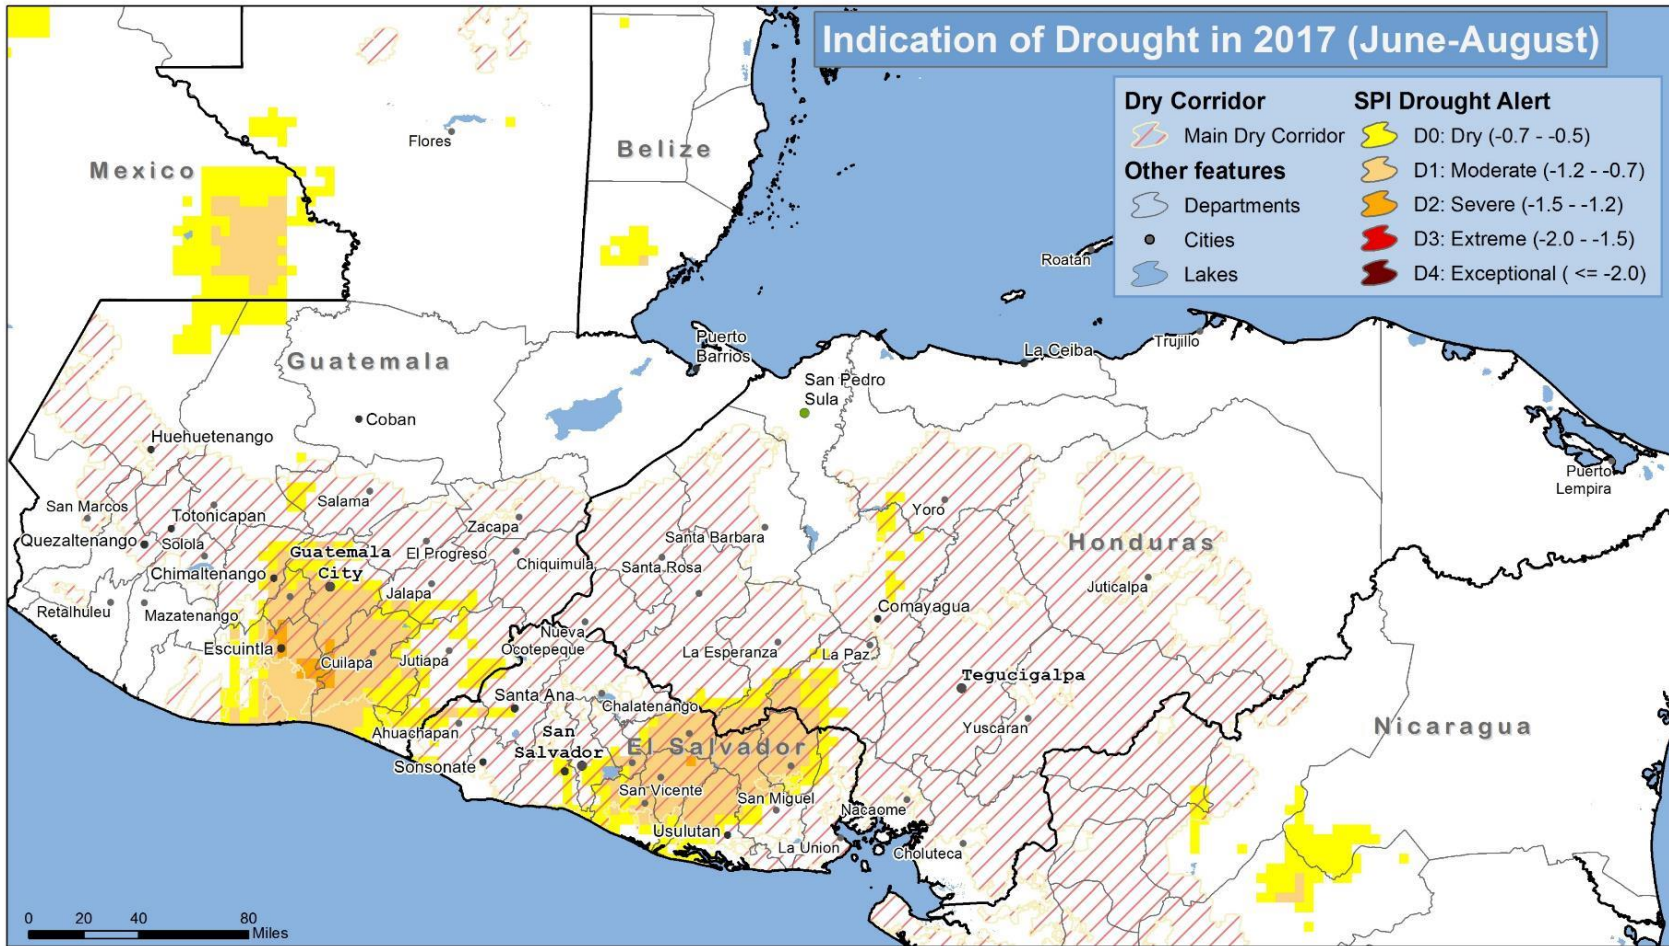 Indication of Drought in 2017 (June-August)
Dry Corridor
Main Dry Corridor
Other features
Departments
Cities
Lakes
SPI Drought Alert
D0: Dry (-0.7 - -0.5)
D1: Moderate (-1.2 - -0.7)
D2: Severe (-1.5 - -1.2)
D3: Extreme (-2.0 - -1.5)
D4: Exceptional ( <= -2.0)
Flores
Belize
Mexico
Roatan
Puerto
Barrios
La Ceiba
Trujillo
Guatemala
San Pedro
Sula
Coban
Huehuetenango
Puerto
Lempira
San Marcos
Totonicapan
Salama
Zacapa
Yoro
Quezaltenango
Solola
Guatemala
City
El Progreso
Santa Barbara
Honduras
Chimaltenango
Chiquimula
Santa Rosa
Jalapa
Juticalpa
Retalhuleu
Mazatenango
Comayagua
Nueva
Ocotepeque
Escuintla
Cuilapa
Jutiapa
La Esperanza
La Paz
Tegucigalpa
Santa Ana
Chalatenango
Yuscaran
Nicaragua
Ahuachapan
San
Salvador
El Salvador
Sonsonate
San Vicente
San Miguel
Nacaome
Usulutan
La Union
Choluteca
0 20 40 80
Miles